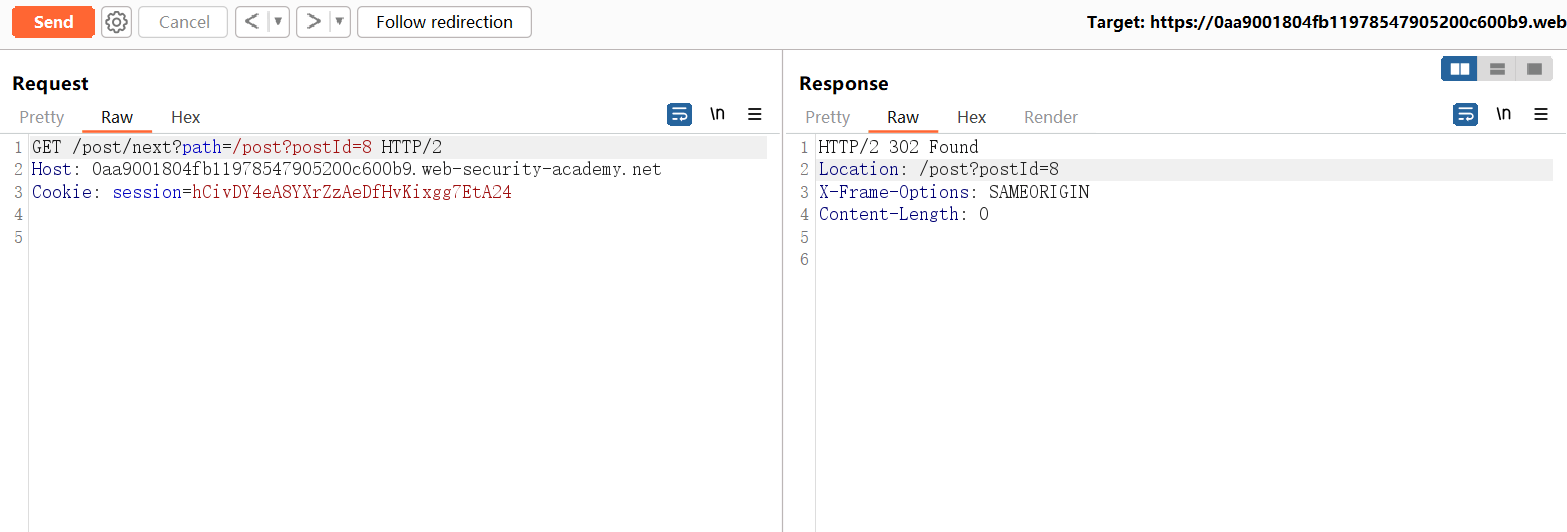 Send Cancel < ▼ > ▼ Follow redirection Target: https://0aa9001804fb11978547905200c600b9.web
Request
Pretty Raw Hex \n
1 GET /post/next?path=/post?postId=8 HTTP/2
2 Host: 0aa9001804fb11978547905200c600b9.web-security-academy.net
3 Cookie: session=hCivDY4eA8YXrZzAeDfHvKixgg7EtA24
4
5
Response
Pretty Raw Hex Render \n
1 HTTP/2 302 Found
2 Location: /post?postId=8
3 X-Frame-Options: SAMEORIGIN
4 Content-Length: 0
5
6